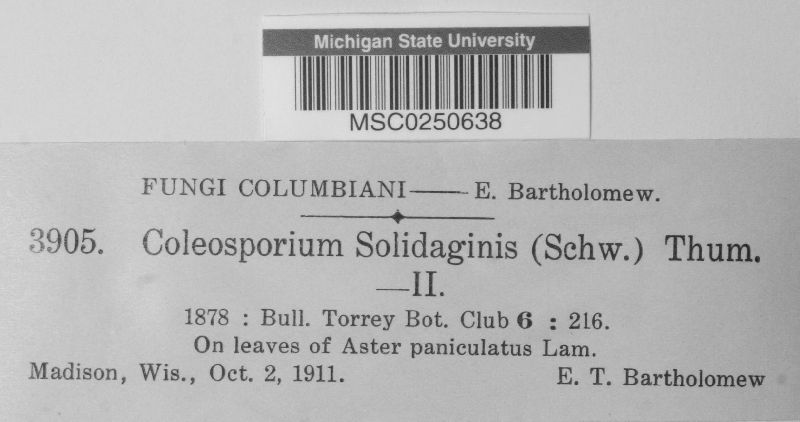 Michigan State University
MSC0250638
FUNGI COLUMBIANI—E. Bartholomew.
3905. Coleosporium Solidaginis (Schw.) Thum.
—II.
1878 : Bull. Torrey Bot. Club 6 : 216.
On leaves of Aster paniculatus Lam.
Madison, Wis., Oct. 2, 1911. E. T. Bartholomew